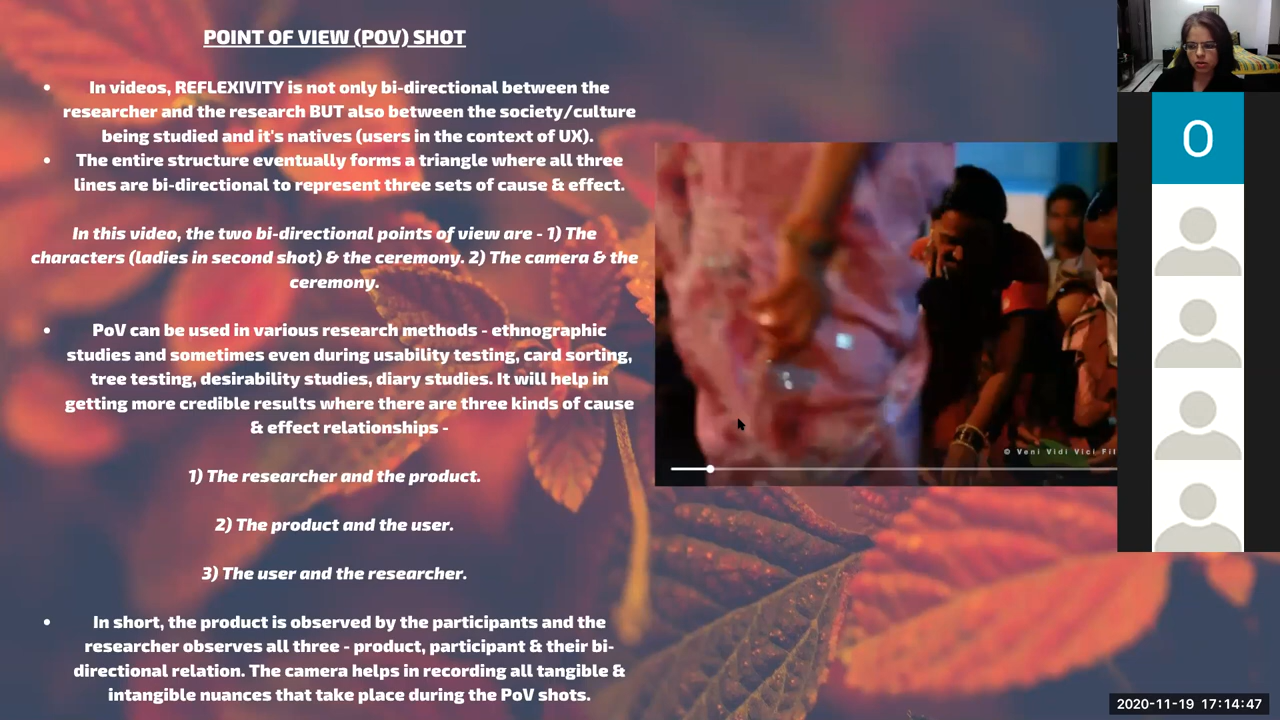 POINT OF VIEW (POV) SHOT
• In videos, REFLEXIVITY is not only bi-directional between the
researcher and the research BUT also between the society/culture
being studied and it's natives (users in the context of UX).
• The entire structure eventually forms a triangle where all three
lines are bi-directional to represent three sets of cause & effect.
In this video, the two bi-directional points of view are - 1) The
characters (ladies in second shot) & the ceremony. 2) The camera & the
ceremony.
• PoV can be used in various research methods - ethnographic
studies and sometimes even during usability testing, card sorting,
tree testing, desirability studies, diary studies. It will help in
getting more credible results where there are three kinds of cause
& effect relationships -
1) The researcher and the product.
2) The product and the user.
3) The user and the researcher.
• In short, the product is observed by the participants and the
researcher observes all three - product, participant & their bi-
directional relation. The camera helps in recording all tangible &
intangible nuances that take place during the PoV shots.
© Veni Vidi Vici Fil
O
2020-11-19 17:14:47